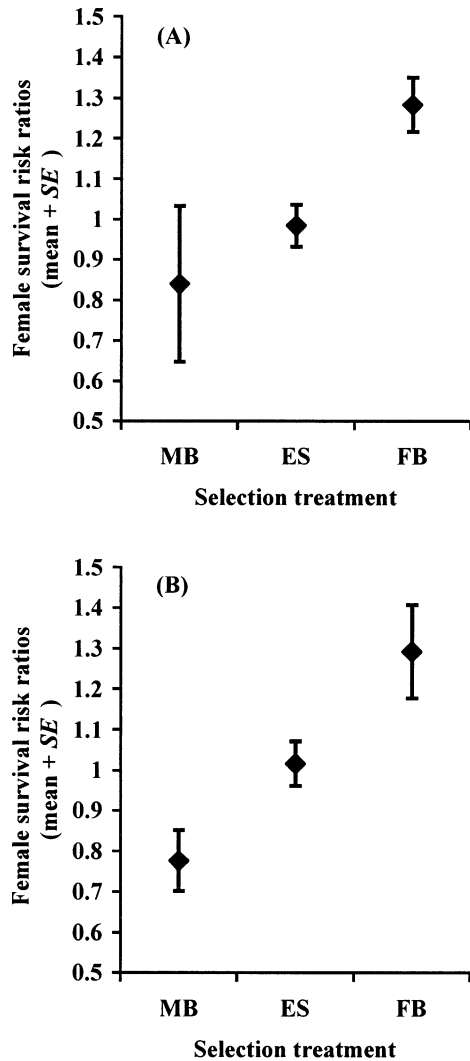 (A)
Female survival risk ratios
(mean + SE )
1.5
1.4
1.3
1.2
1.1
1
0.9
0.8
0.7
0.6
0.5
MB ES FB
Selection treatment
(B)
Female survival risk ratios
(mean + SE )
1.5
1.4
1.3
1.2
1.1
1
0.9
0.8
0.7
0.6
0.5
MB ES FB
Selection treatment